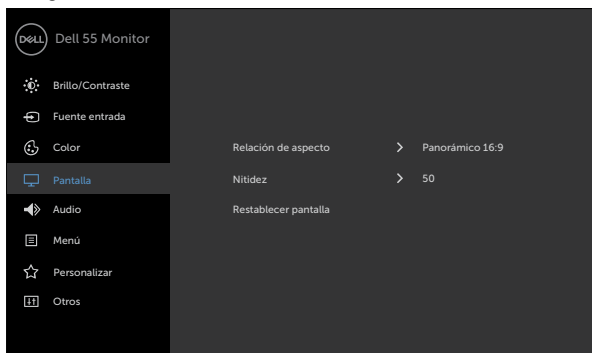 DELL Dell 55 Monitor
Brillo/Contraste
Fuente entrada
Color
Relación de aspecto > Panorámico 16:9
Pantalla
Nitidez > 50
Audio
Restablecer pantalla
Menú
Personalizar
Otros